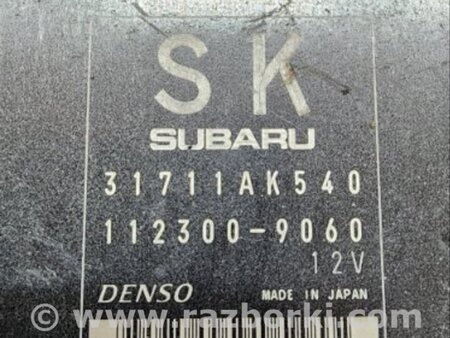 SK
SUBARU
31711AK540
112300-9060
12V
DENSO MADE IN JAPAN
© www.razborki.com